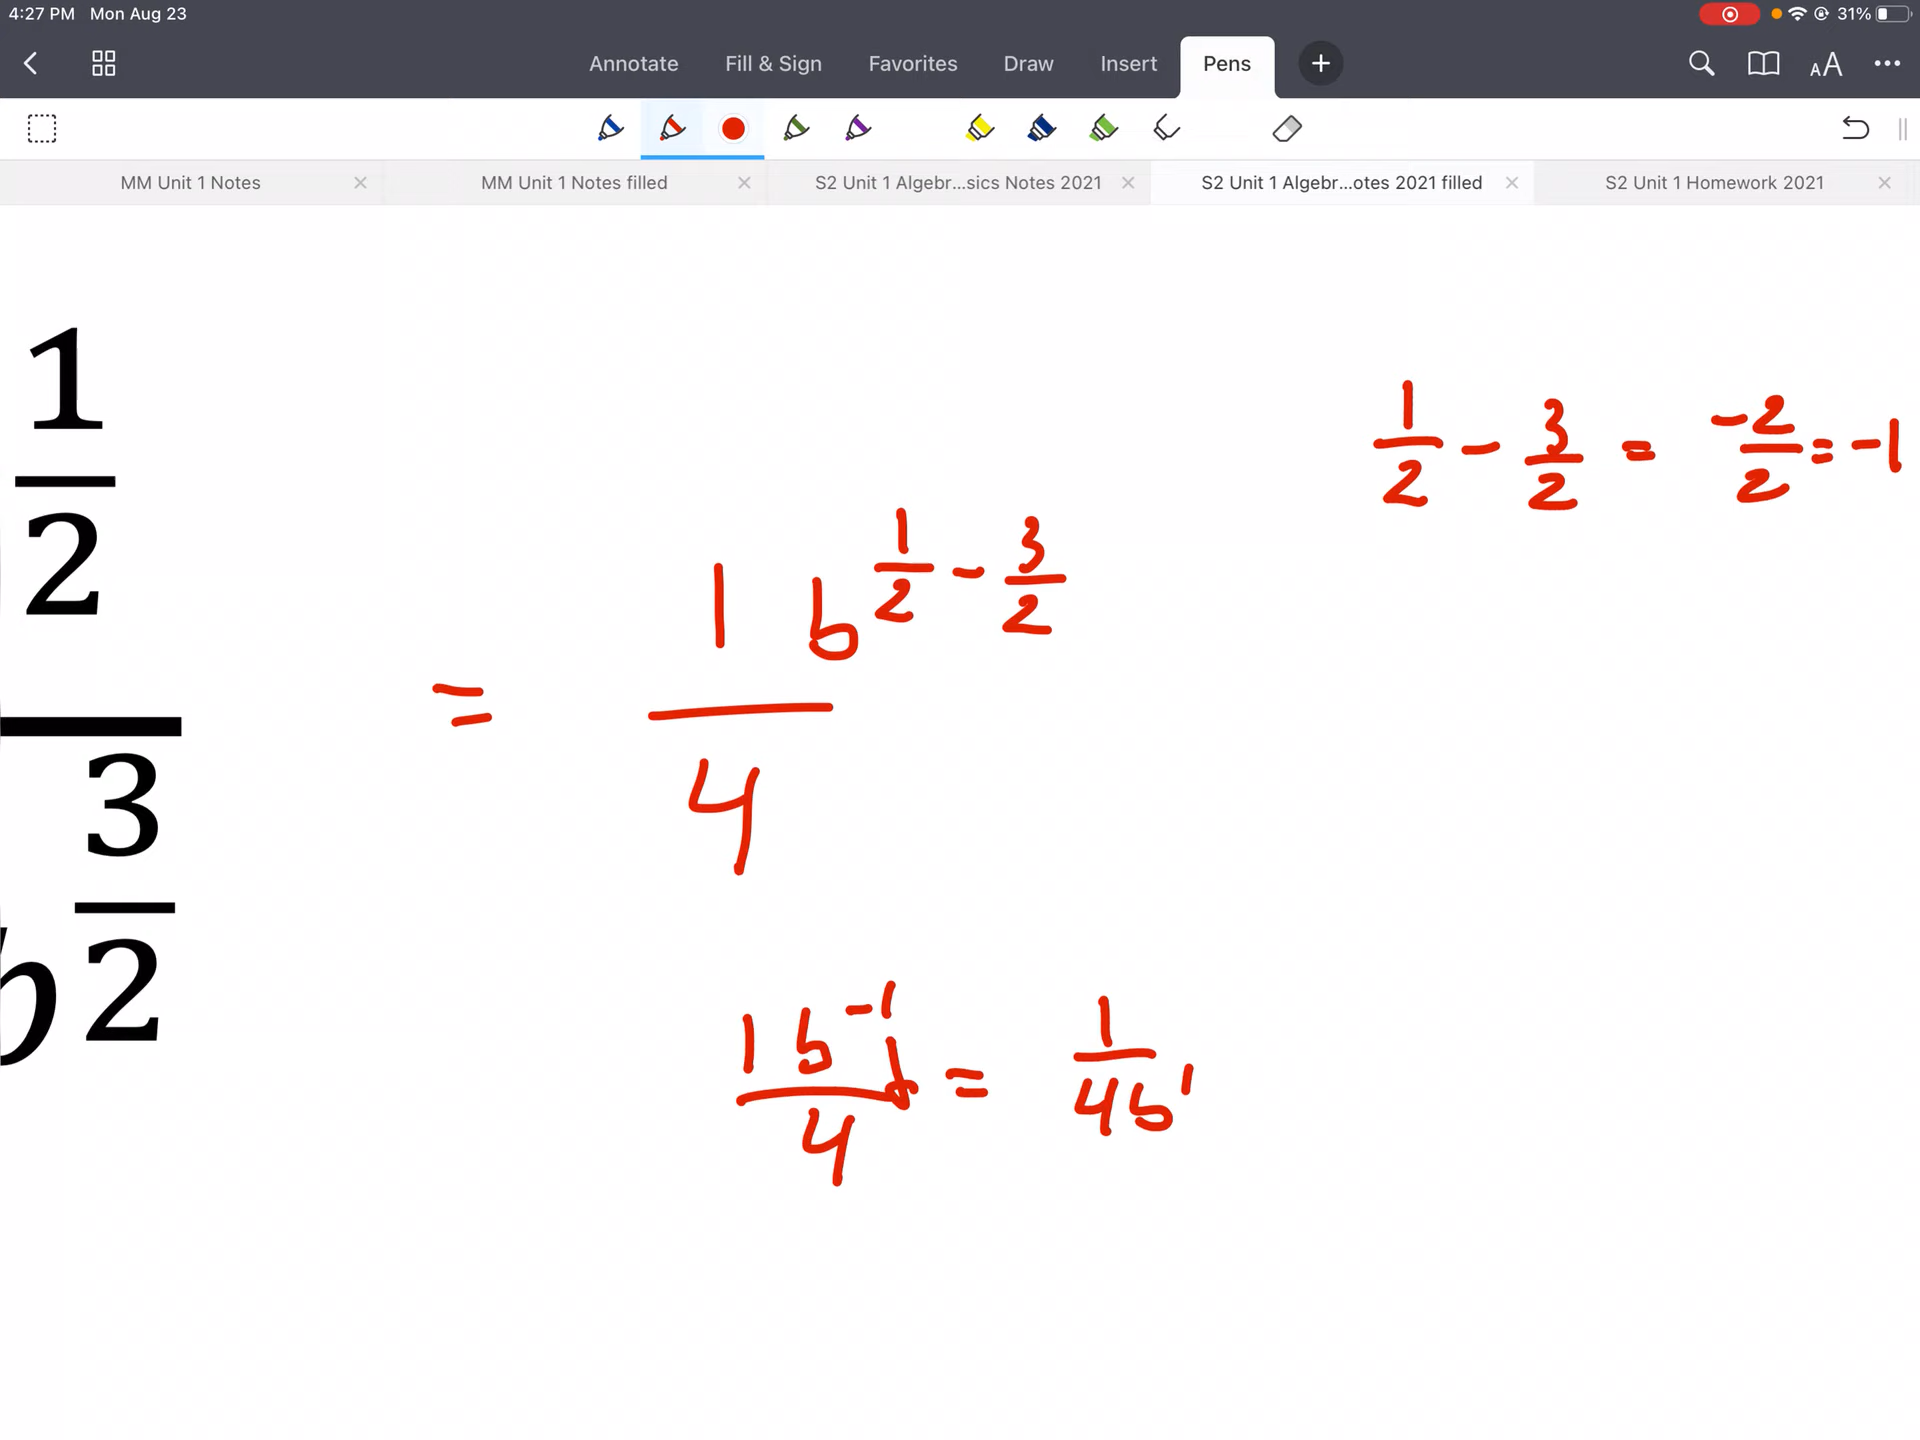 4:27 PM Mon Aug 23 31%
Annotate Fill & Sign Favorites Draw Insert Pens +
AA
MM Unit 1 Notes
MM Unit 1 Notes filled
S2 Unit 1 Algebr...sics Notes 2021
S2 Unit 1 Algebr...otes 2021 filled
S2 Unit 1 Homework 2021
1/2
b 3/2
1/2 - 3/2 = -2/2 = -1
= 1 b^(1/2 - 3/2) / 4
1 b^-1 / 4 = 1 / 4b^1